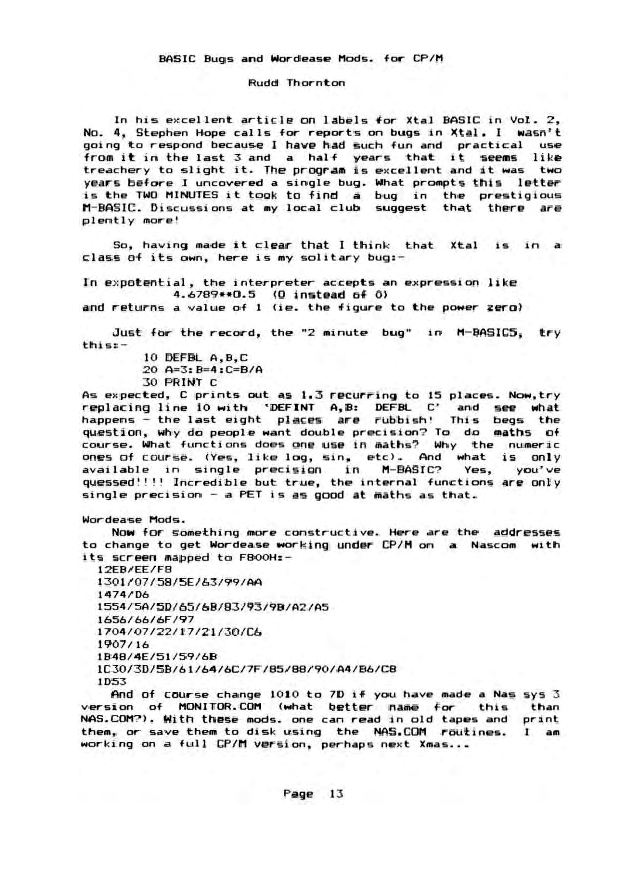 BASIC Bugs and Wordease Mods. for CP/M
Rudd Thornton
In his excellent article on labels for Xtal BASIC in Vol. 2,
No. 4, Stephen Hope calls for reports on bugs in Xtal. I wasn't
going to respond because I have had such fun and practical use
from it in the last 3 and a half years that it seems like
treachery to slight it. The program is excellent and it was two
years before I uncovered a single bug. What prompts this letter
is the TWO MINUTES it took to find a bug in the prestigious
M-BASIC. Discussions at my local club suggest that there are
plently more!
So, having made it clear that I think that Xtal is in a
class of its own, here is my solitary bug:-
In expotential, the interpreter accepts an expression like
4.6789**O.5 (O instead of 0)
and returns a value of 1 (ie. the figure to the power zero)
Just for the record, the "2 minute bug" in M-BASIC5, try
this:-
10 DEFBL A,B,C
20 A=3:B=4:C=B/A
30 PRINT C
As expected, C prints out as 1.3 recurring to 15 places. Now,try
replacing line 10 with 'DEFINT A,B: DEFBL C' and see what
happens - the last eight places are rubbish! This begs the
question, why do people want double precision? To do maths of
course. What functions does one use in maths? Why the numeric
ones of course. (Yes, like log, sin, etc). And what is only
available in single precision in M-BASIC? Yes, you've
quessed!!!! Incredible but true, the internal functions are only
single precision - a PET is as good at maths as that.
Wordease Mods.
Now for something more constructive. Here are the addresses
to change to get Wordease working under CP/M on a Nascom with
its screen mapped to F800H:-
12EB/EE/F8
1301/07/58/5E/63/99/AA
1474/D6
1554/5A/5D/65/6B/83/93/9B/A2/A5
1656/66/6F/97
1704/07/22/17/21/30/C6
1907/16
1B48/4E/51/59/6B
1C30/3D/5B/61/64/6C/7F/85/88/90/A4/B6/C8
1D53
And of course change 1010 to 7D if you have made a Nas sys 3
version of MONITOR.COM (what better name for this than
NAS.COM?). With these mods. one can read in old tapes and print
them, or save them to disk using the NAS.COM routines. I am
working on a full CP/M version, perhaps next Xmas...
Page 13